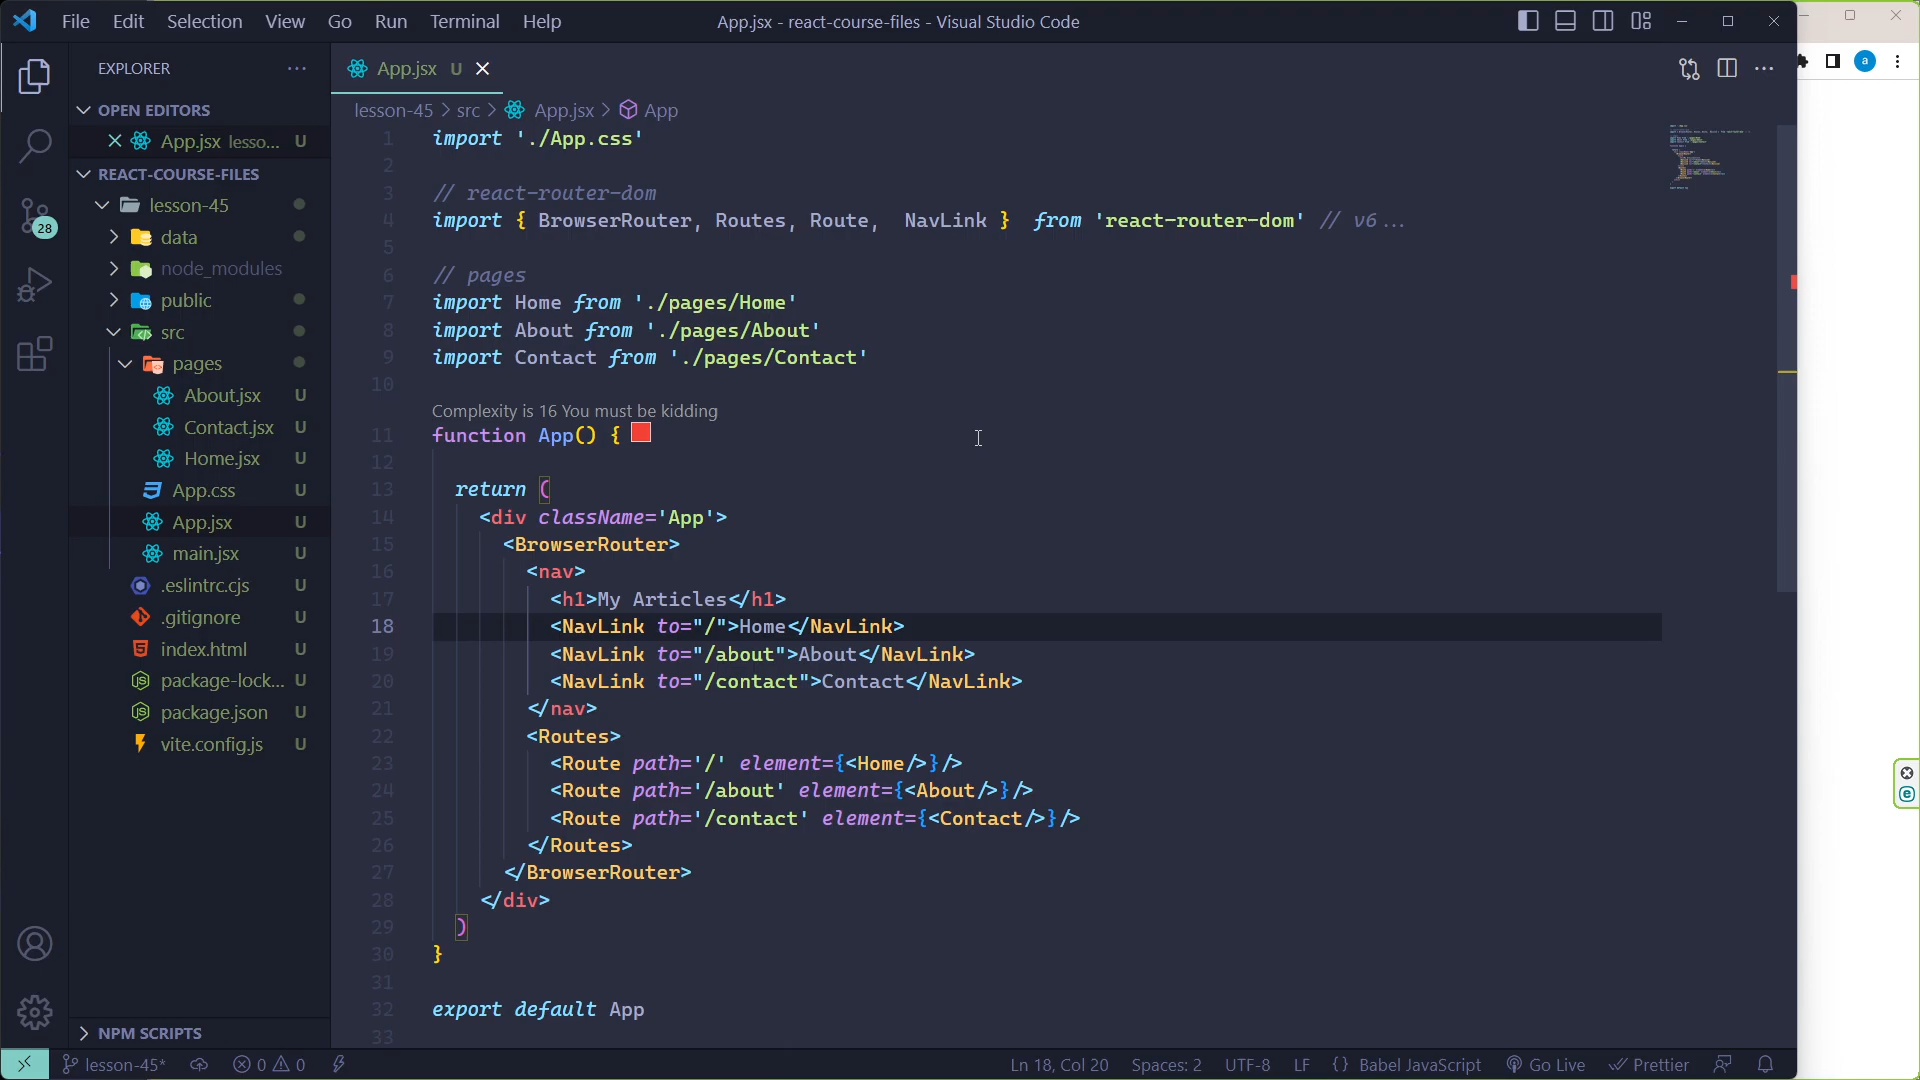 File Edit Selection View Go Run Terminal Help
App.jsx - react-course-files - Visual Studio Code
EXPLORER
OPEN EDITORS
App.jsx lesso... U
REACT-COURSE-FILES
lesson-45
data
node_modules
public
src
pages
About.jsx U
Contact.jsx U
Home.jsx U
App.css U
App.jsx U
main.jsx U
.eslintrc.cjs U
.gitignore U
index.html U
package-lock... U
package.json U
vite.config.js U
NPM SCRIPTS
28
App.jsx U
lesson-45 > src > App.jsx > App
1 import './App.css'
2
3 // react-router-dom
4 import { BrowserRouter, Routes, Route,  NavLink }  from 'react-router-dom' // v6...
5
6 // pages
7 import Home from './pages/Home'
8 import About from './pages/About'
9 import Contact from './pages/Contact'
10
Complexity is 16 You must be kidding
11 function App() {
12
13 return (
14 <div className='App'>
15 <BrowserRouter>
16 <nav>
17 <h1>My Articles</h1>
18 <NavLink to="/">Home</NavLink>
19 <NavLink to="/about">About</NavLink>
20 <NavLink to="/contact">Contact</NavLink>
21 </nav>
22 <Routes>
23 <Route path='/' element={<Home/>}/>
24 <Route path='/about' element={<About/>}/>
25 <Route path='/contact' element={<Contact/>}/>
26 </Routes>
27 </BrowserRouter>
28 </div>
29 )
30 }
31
32 export default App
33
a
e
lesson-45* 0 0 Ln 18, Col 20 Spaces: 2 UTF-8 LF {} Babel JavaScript Go Live Prettier